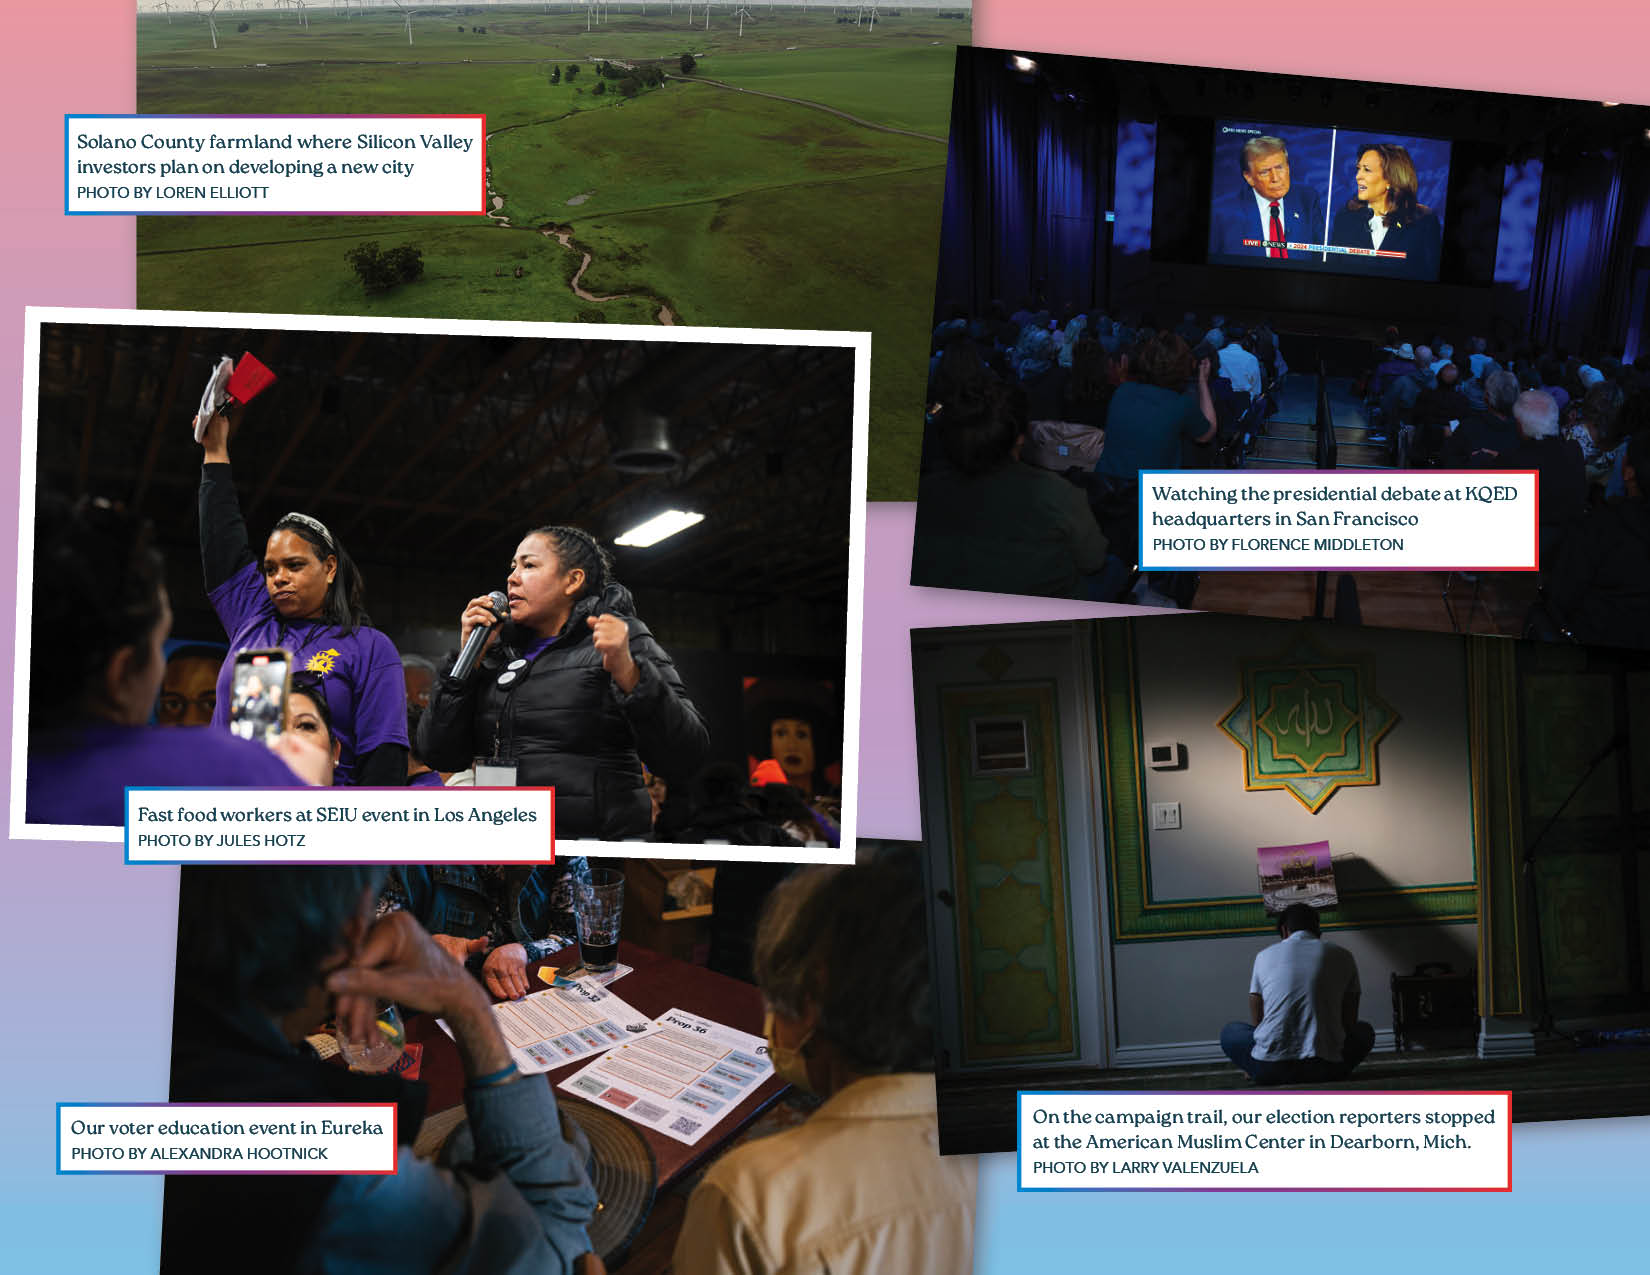 Solano County farmland where Silicon Valley
investors plan on developing a new city
PHOTO BY LOREN ELLIOTT
PBS NEWS SPECIAL
LIVE abc NEWS 2024 PRESIDENTIAL DEBATE
Watching the presidential debate at KQED
headquarters in San Francisco
PHOTO BY FLORENCE MIDDLETON
Fast food workers at SEIU event in Los Angeles
PHOTO BY JULES HOTZ
Prop 32
Prop 36
Our voter education event in Eureka
PHOTO BY ALEXANDRA HOOTNICK
On the campaign trail, our election reporters stopped
at the American Muslim Center in Dearborn, Mich.
PHOTO BY LARRY VALENZUELA